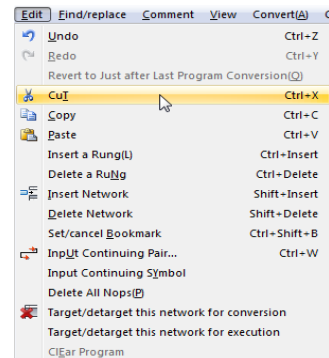 Edit Find/replace Comment View Convert(A)
Undo Ctrl+Z
Redo Ctrl+Y
Revert to Just after Last Program Conversion(O)
CuT Ctrl+X
Copy Ctrl+C
Paste Ctrl+V
Insert a Rung(L) Ctrl+Insert
Delete a RuNg Ctrl+Delete
Insert Network Shift+Insert
Delete Network Shift+Delete
Set/cancel Bookmark Ctrl+Shift+B
InpUt Continuing Pair... Ctrl+W
Input Continuing SYmbol
Delete All Nops(P)
Target/detarget this network for conversion
Target/detarget this network for execution
ClEar Program